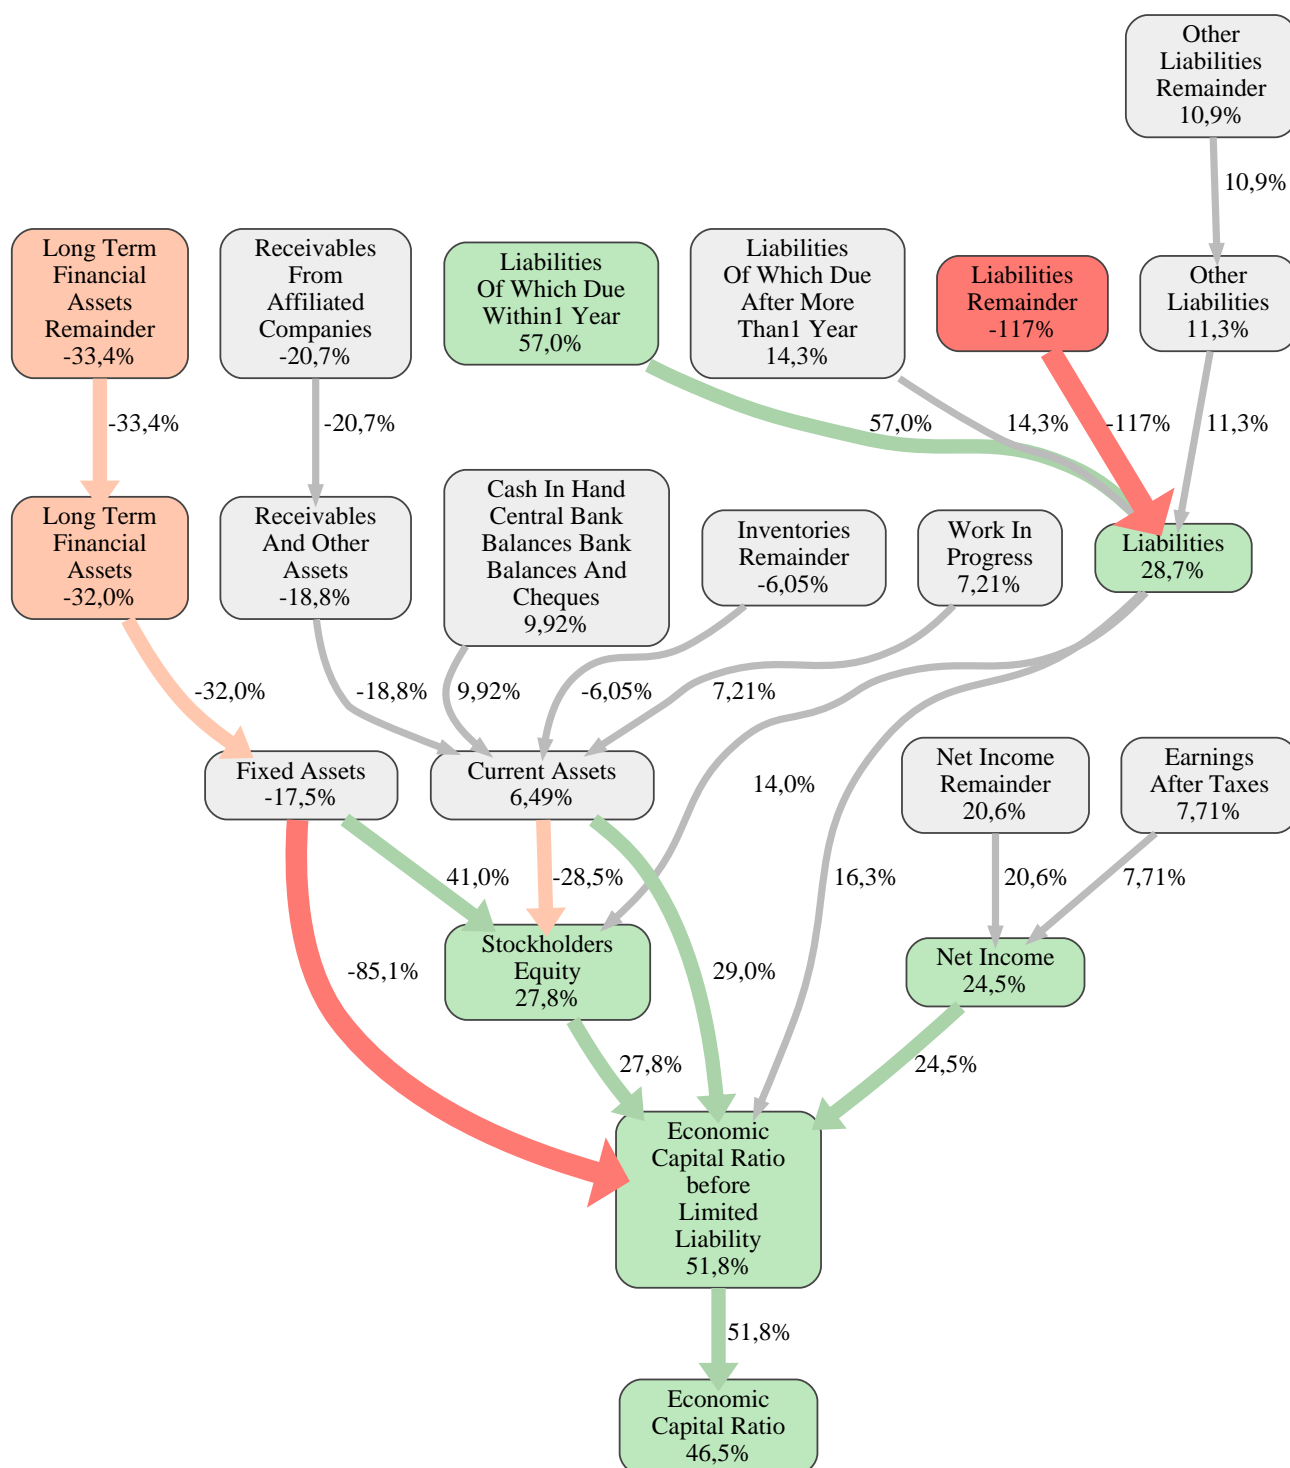 Other
Liabilities
Remainder
10,9%
10,9%
Long Term
Financial
Assets
Remainder
-33,4%
Receivables
From
Affiliated
Companies
-20,7%
Liabilities
Of Which Due
Within1 Year
57,0%
Liabilities
Of Which Due
After More
Than1 Year
14,3%
Liabilities
Remainder
-117%
Other
Liabilities
11,3%
-33,4%
-20,7%
57,0%
14,3%
-117%
11,3%
Long Term
Financial
Assets
-32,0%
Receivables
And Other
Assets
-18,8%
Cash In Hand
Central Bank
Balances Bank
Balances And
Cheques
9,92%
Inventories
Remainder
-6,05%
Work In
Progress
7,21%
Liabilities
28,7%
-32,0%
-18,8%
9,92%
-6,05%
7,21%
Fixed Assets
-17,5%
Current Assets
6,49%
14,0%
Net Income
Remainder
20,6%
Earnings
After Taxes
7,71%
41,0%
-28,5%
16,3%
20,6%
7,71%
Stockholders
Equity
27,8%
-85,1%
29,0%
Net Income
24,5%
27,8%
24,5%
Economic
Capital Ratio
before
Limited
Liability
51,8%
51,8%
Economic
Capital Ratio
46,5%